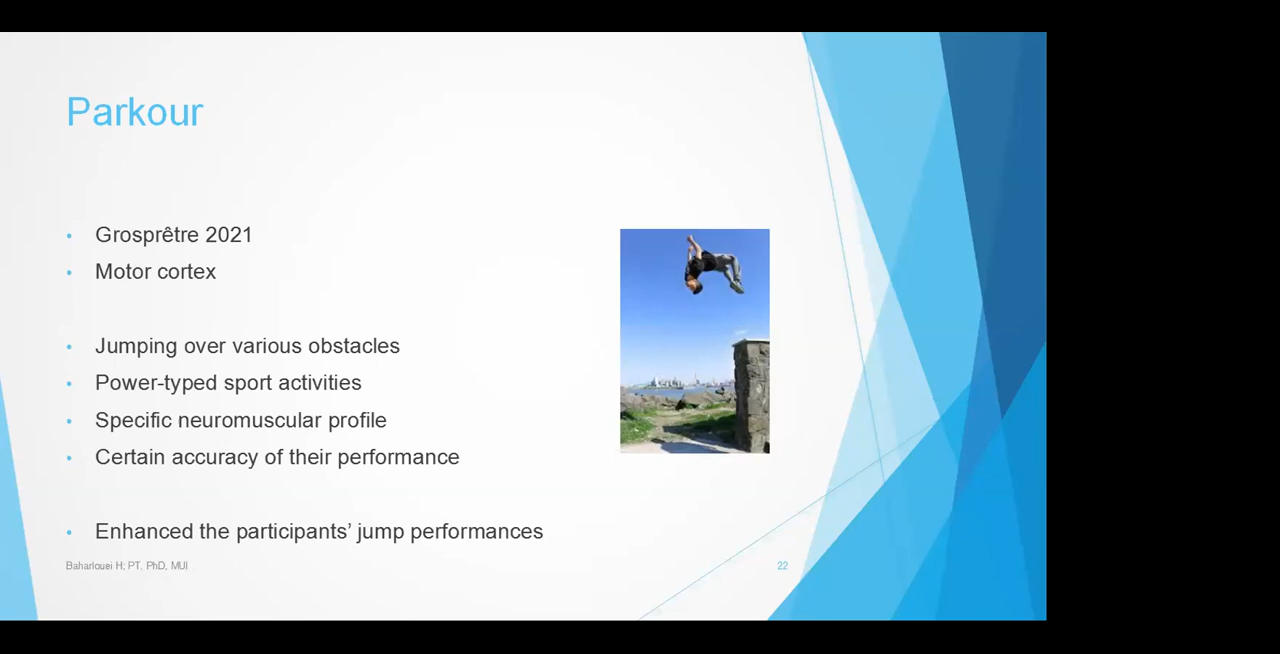 Parkour
• Grosprêtre 2021
• Motor cortex
• Jumping over various obstacles
• Power-typed sport activities
• Specific neuromuscular profile
• Certain accuracy of their performance
• Enhanced the participants’ jump performances
Baharlouei H; PT. PhD, MUI
22